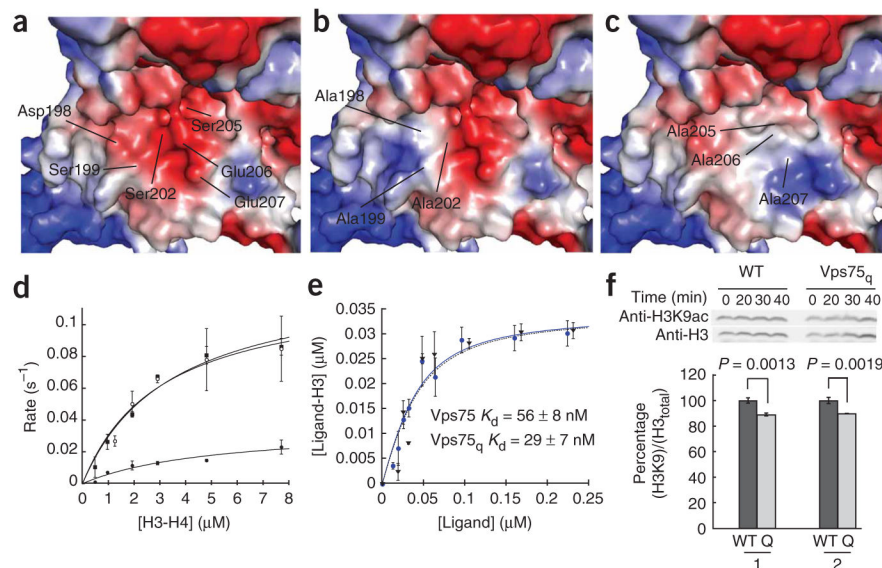 a
b
c
Asp198
Ser199
Ser202
Ser205
Glu206
Glu207
Ala198
Ala199
Ala202
Ala205
Ala206
Ala207
d
Rate (s⁻¹)
0.1
0.08
0.06
0.04
0.02
0
0 1 2 3 4 5 6 7 8
[H3-H4] (μM)
e
[Ligand-H3] (μM)
0.035
0.03
0.025
0.02
0.015
0.01
0.005
0
0 0.05 0.1 0.15 0.2 0.25
[Ligand] (μM)
Vps75 Kd = 56 ± 8 nM
Vps75q Kd = 29 ± 7 nM
f
WT Vps75q
Time (min) 0 20 30 40 0 20 30 40
Anti-H3K9ac
Anti-H3
P = 0.0013 P = 0.0019
Percentage
(H3K9)/(H3total)
120
100
80
60
40
20
0
WT Q WT Q
1 2